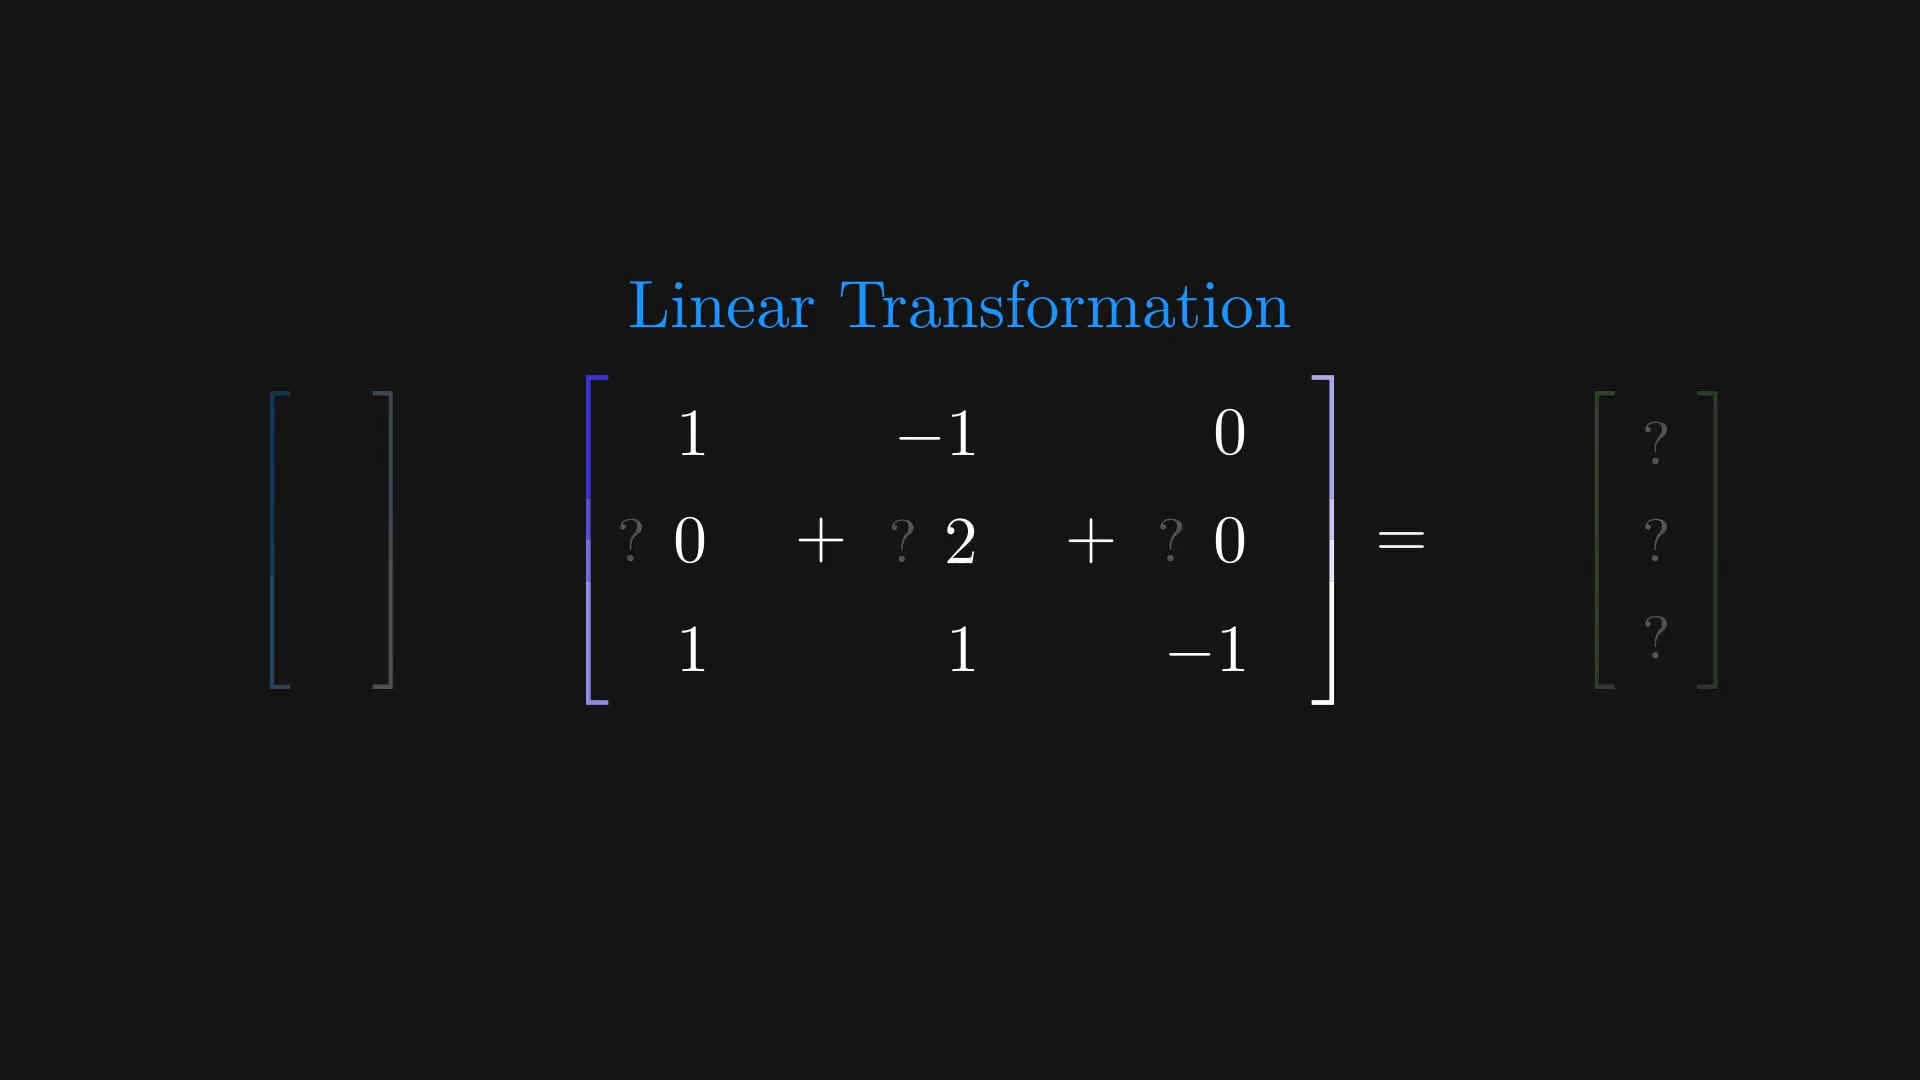 Linear Transformation
1 −1 0 ?
? 0 + ? 2 + ? 0 = ?
1 1 −1 ?